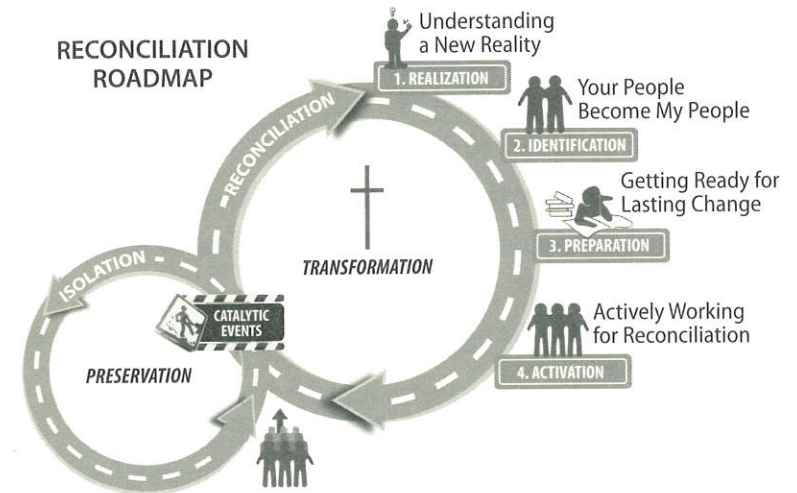 RECONCILIATION
ROADMAP
Understanding
a New Reality
1. REALIZATION
Your People
Become My People
2. IDENTIFICATION
Getting Ready for
Lasting Change
3. PREPARATION
Actively Working
for Reconciliation
4. ACTIVATION
RECONCILIATION
TRANSFORMATION
ISOLATION
CATALYTIC
EVENTS
PRESERVATION